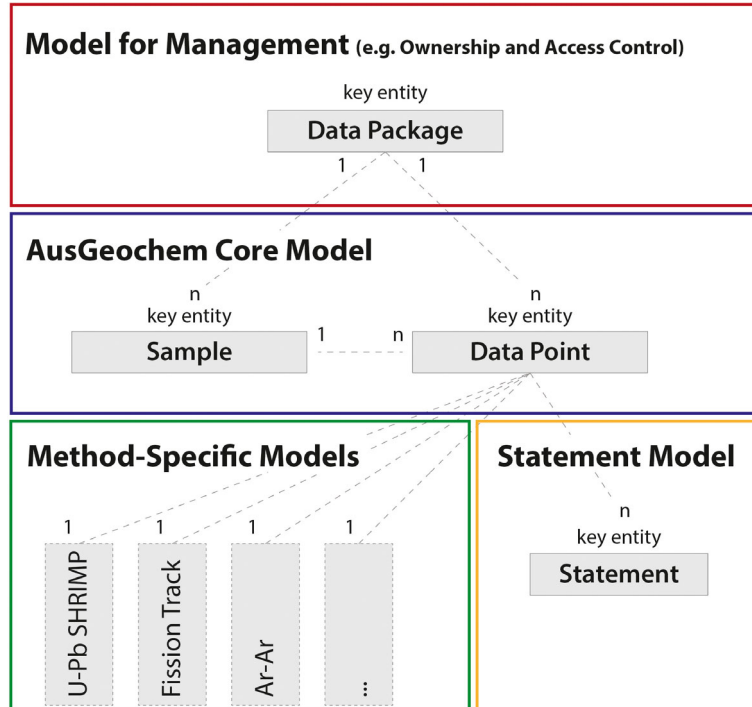 Model for Management (e.g. Ownership and Access Control)
key entity
Data Package
1 1
AusGeochem Core Model
n n
key entity key entity
1 n
Sample Data Point
Method-Specific Models
Statement Model
n
1 1 1 1
key entity
U-Pb SHRIMP
Fission Track
Ar-Ar
...
Statement